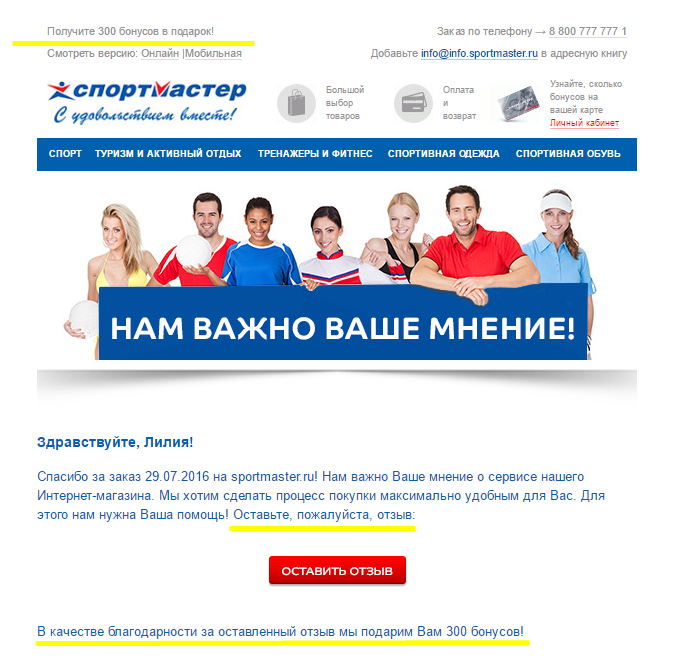 Получите 300 бонусов в подарок!
Заказ по телефону → 8 800 777 777 1
Смотреть версию: Онлайн |Мобильная
Добавьте info@info.sportmaster.ru в адресную книгу
спортмастер
С удовольствием вместе!
Большой
выбор
товаров
Оплата
и
возврат
Узнайте, сколько
бонусов на
вашей карте
Личный кабинет
СПОРТ ТУРИЗМ И АКТИВНЫЙ ОТДЫХ ТРЕНАЖЕРЫ И ФИТНЕС СПОРТИВНАЯ ОДЕЖДА СПОРТИВНАЯ ОБУВЬ
НАМ ВАЖНО ВАШЕ МНЕНИЕ!
Здравствуйте, Лилия!
Спасибо за заказ 29.07.2016 на sportmaster.ru! Нам важно Ваше мнение о сервисе нашего
Интернет-магазина. Мы хотим сделать процесс покупки максимально удобным для Вас. Для
этого нам нужна Ваша помощь! Оставьте, пожалуйста, отзыв:
ОСТАВИТЬ ОТЗЫВ
В качестве благодарности за оставленный отзыв мы подарим Вам 300 бонусов!